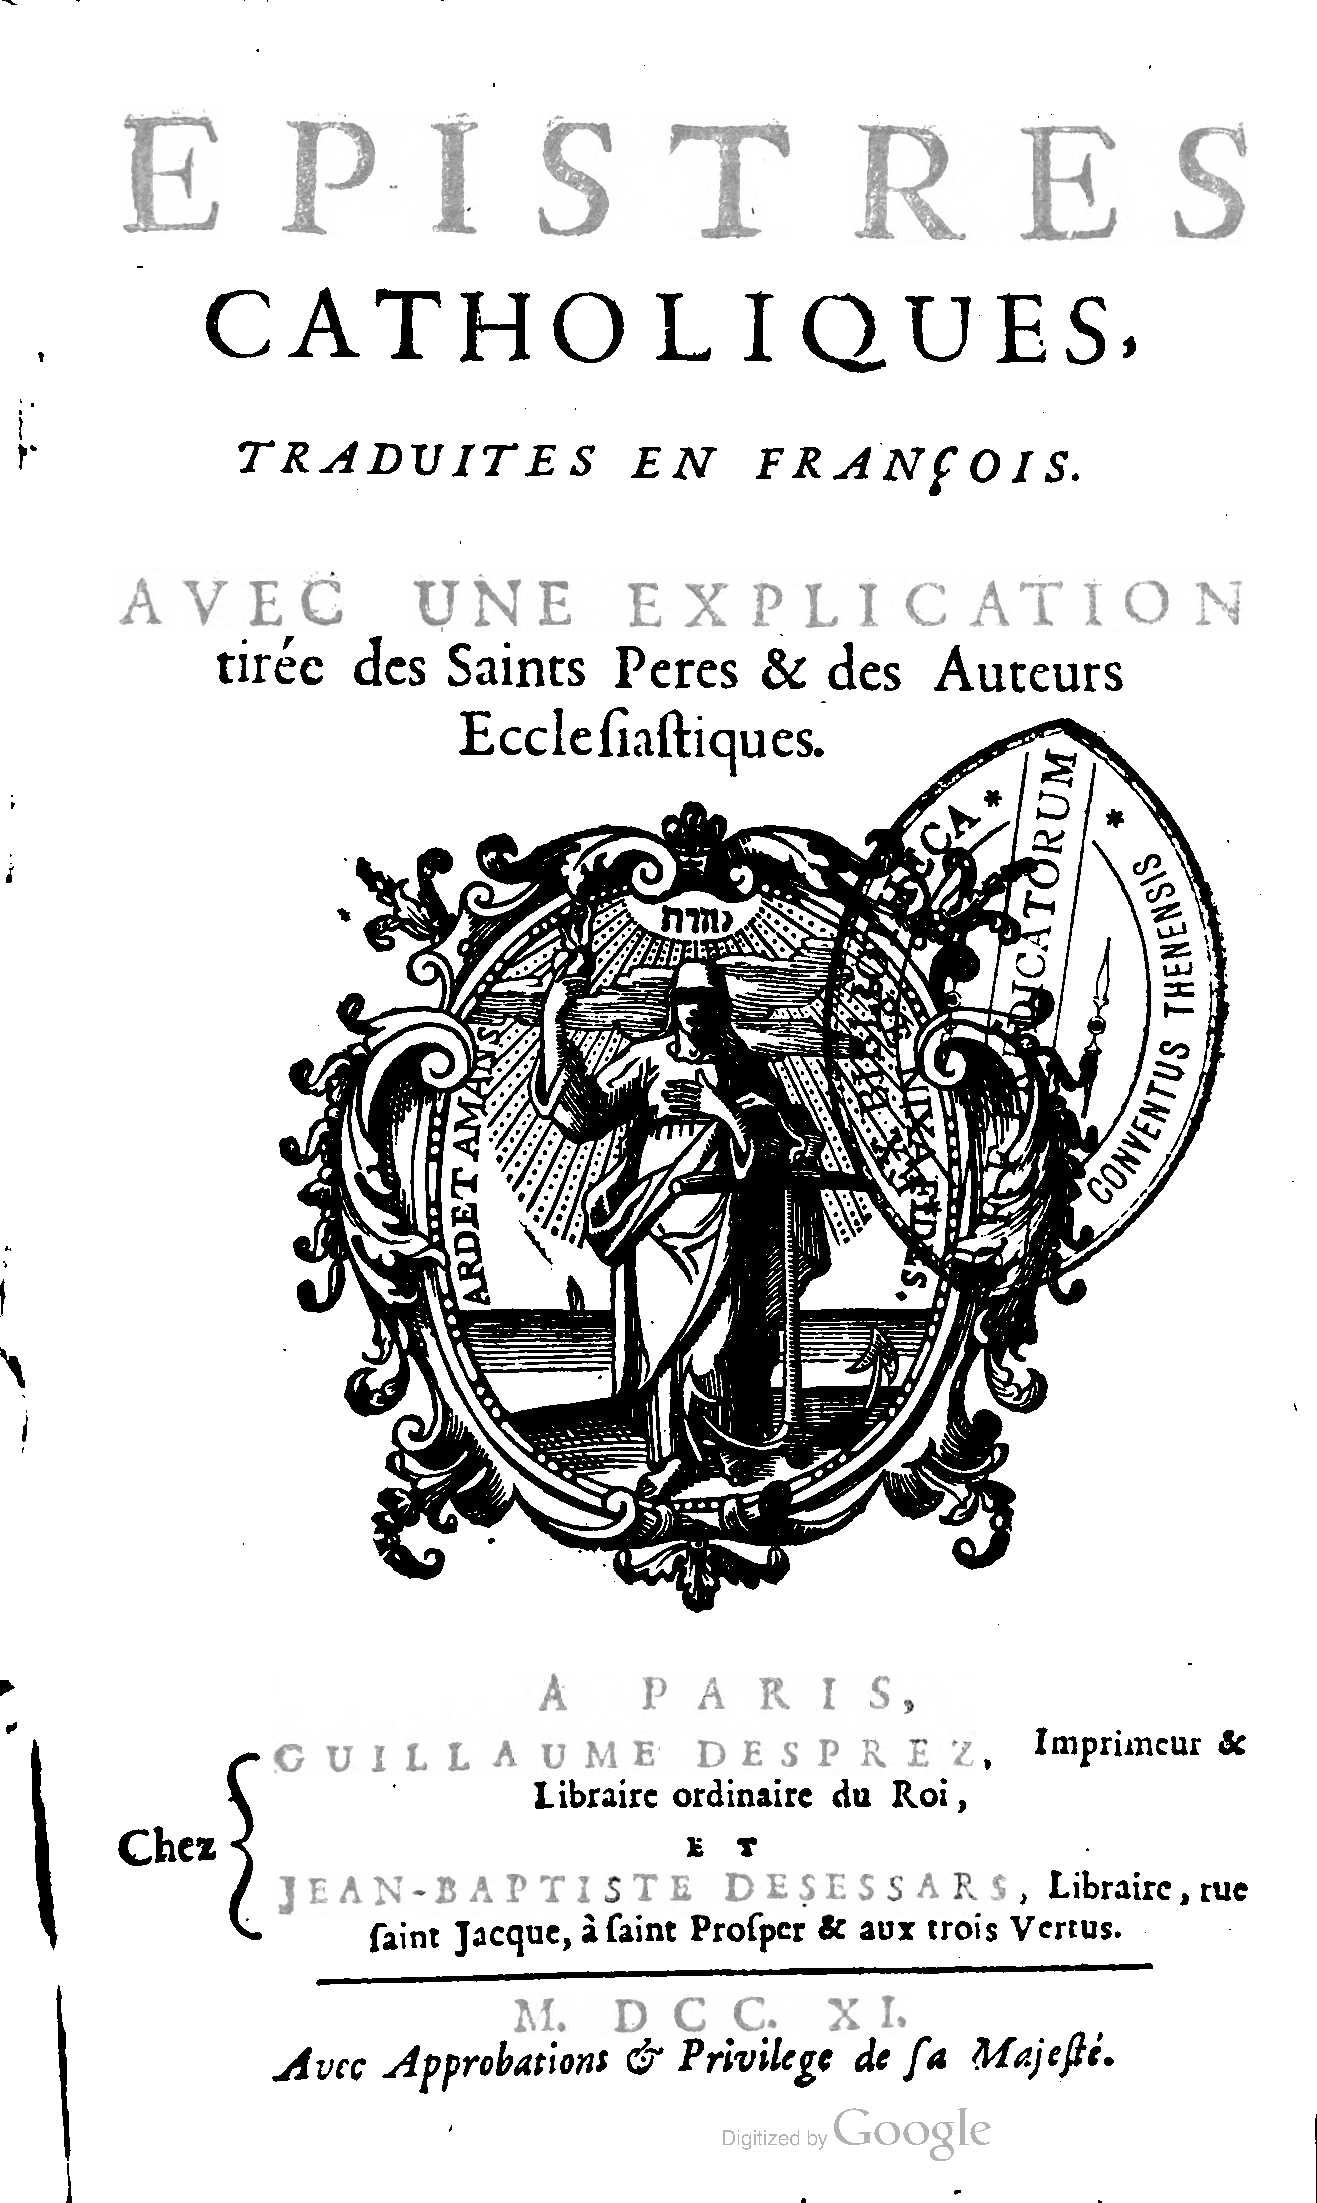 EPISTRES
CATHOLIQUES,
TRADUITES EN FRANÇOIS.
AVEC UNE EXPLICATION
tirée des Saints Peres & des Auteurs
Eccleſiaſtiques.
ARDET AMANS
FIDES.
EX
CONVENTUS THENENSIS
A PARIS,
Chez
GUILLAUME DESPREZ, Imprimeur &
Libraire ordinaire du Roi,
ET
JEAN-BAPTISTE DESESSARS, Libraire, rue
ſaint Jacque, à ſaint Proſper & aux trois Vertus.
M. DCC. XI.
Avec Approbations & Privilege de ſa Majeſté.
Digitized by Google